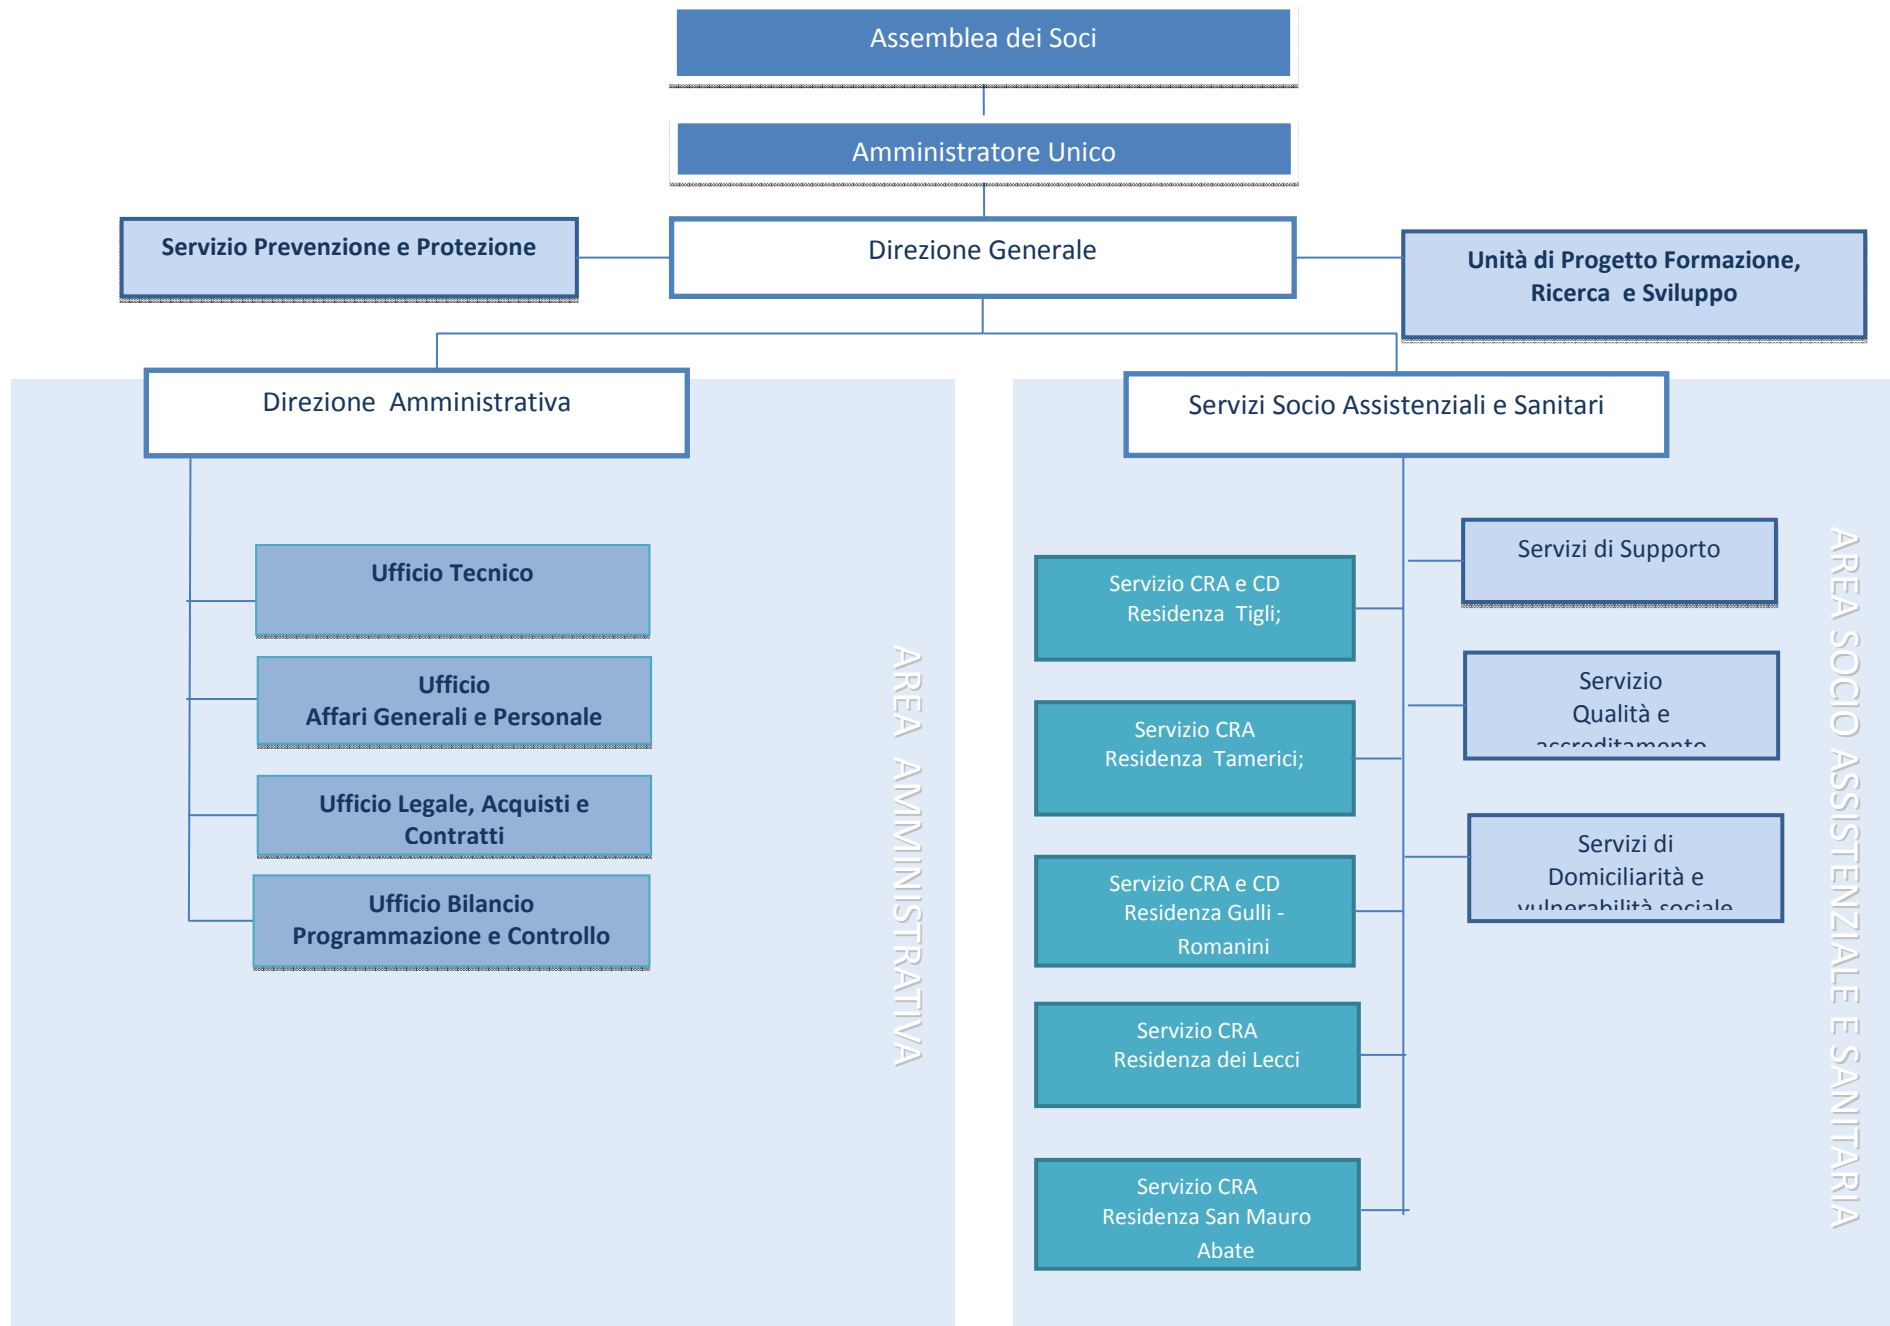 Assemblea dei Soci
Amministratore Unico
Servizio Prevenzione e Protezione
Direzione Generale
Unità di Progetto Formazione,
Ricerca e Sviluppo
Direzione Amministrativa
Servizi Socio Assistenziali e Sanitari
Ufficio Tecnico
Ufficio
Affari Generali e Personale
Ufficio Legale, Acquisti e
Contratti
Ufficio Bilancio
Programmazione e Controllo
AREA AMMINISTRATIVA
Servizio CRA e CD
Residenza Tigli;
Servizio CRA
Residenza Tamerici;
Servizio CRA e CD
Residenza Gulli -
Romanini
Servizio CRA
Residenza dei Lecci
Servizio CRA
Residenza San Mauro
Abate
Servizi di Supporto
Servizio
Qualità e
accreditamento
Servizi di
Domiciliarità e
vulnerabilità sociale
AREA SOCIO ASSISTENZIALE E SANITARIA